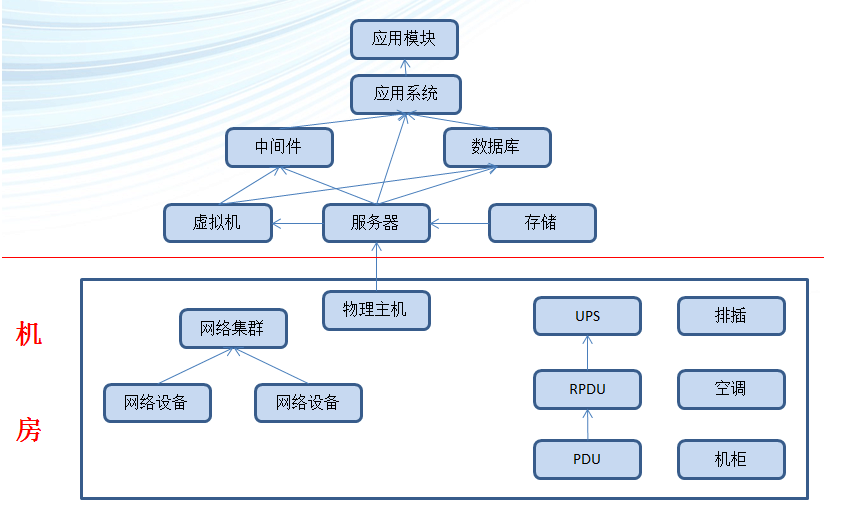 应用模块
应用系统
中间件
数据库
虚拟机
服务器
存储
机
房
物理主机
网络集群
网络设备
网络设备
UPS
排插
RPDU
空调
PDU
机柜